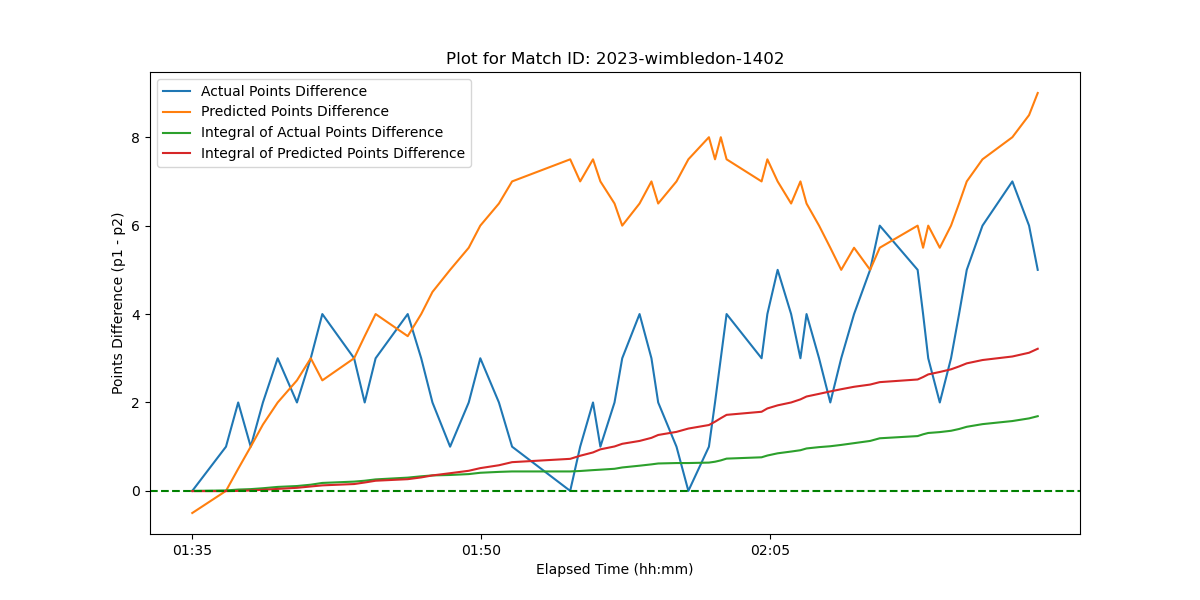 Plot for Match ID: 2023-wimbledon-1402
Actual Points Difference
Predicted Points Difference
Integral of Actual Points Difference
Integral of Predicted Points Difference
Points Difference (p1 - p2)
8
6
4
2
0
01:35
01:50
02:05
Elapsed Time (hh:mm)